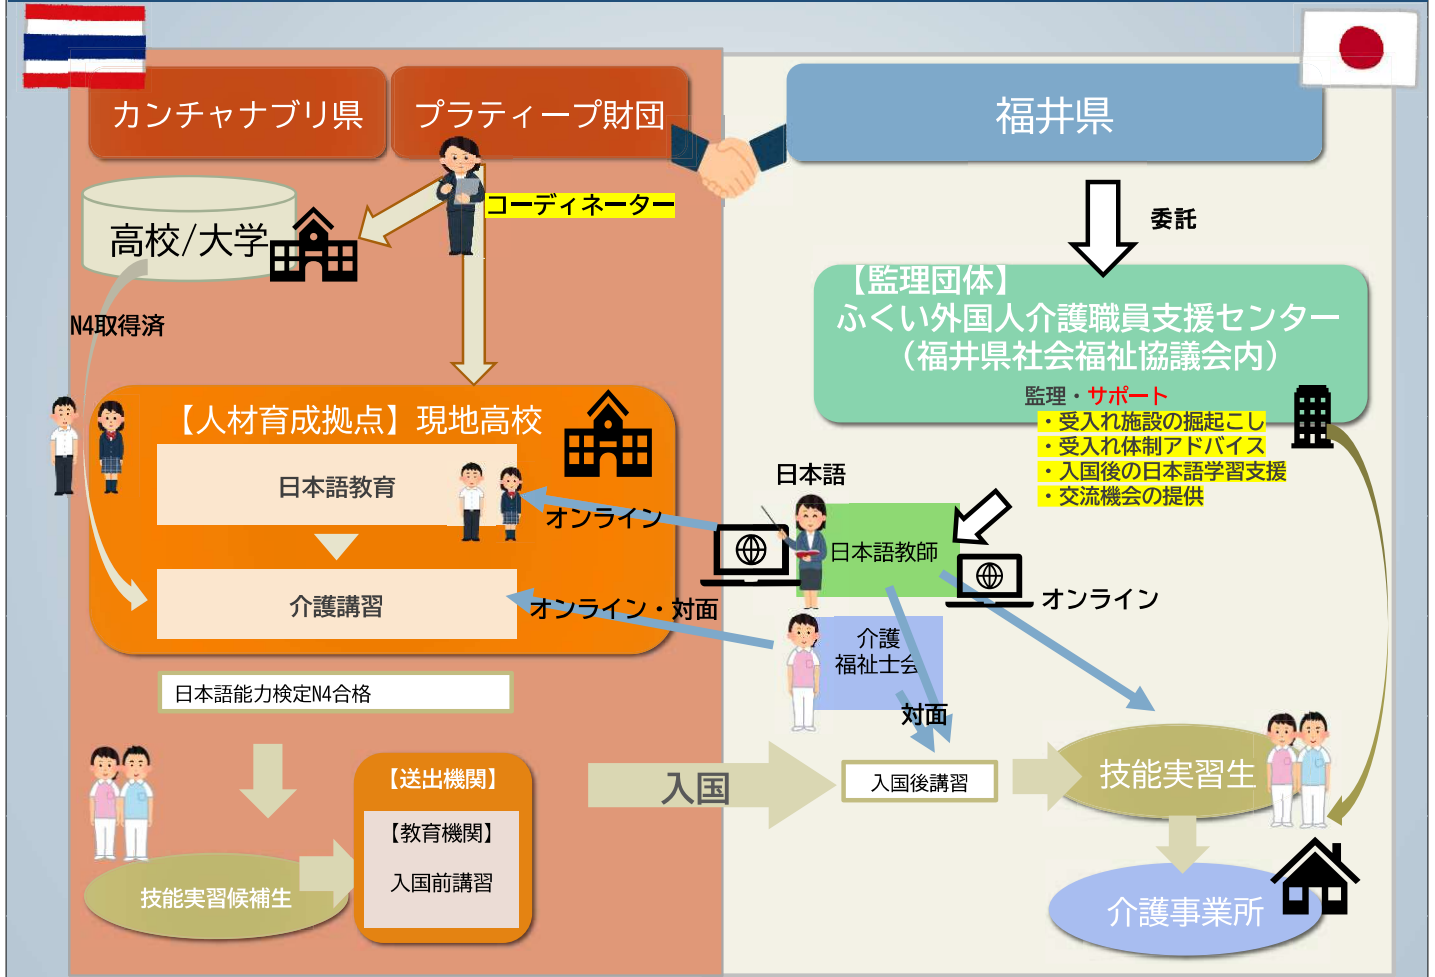 カンチャナブリ県
プラティープ財団
福井県
コーディネーター
委託
高校/大学
N4取得済
【監理団体】
ふくい外国人介護職員支援センター
（福井県社会福祉協議会内）
監理・サポート
・受入れ施設の掘起こし
・受入れ体制アドバイス
・入国後の日本語学習支援
・交流機会の提供
【人材育成拠点】現地高校
日本語教育
介護講習
日本語
オンライン
日本語教師
オンライン
オンライン・対面
介護
福祉士会
対面
日本語能力検定N4合格
【送出機関】
【教育機関】
入国前講習
技能実習候補生
入国
入国後講習
技能実習生
介護事業所